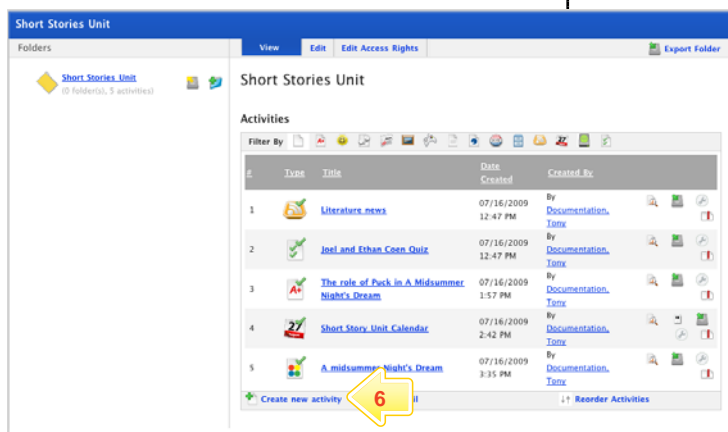 Short Stories Unit
Folders
View Edit Edit Access Rights Export Folder
Short Stories Unit
(0 folder(s), 5 activities)
Short Stories Unit
Activities
Filter By
# Type Title Date Created Created By
1 Literature news 07/16/2009 12:47 PM By Documentation, Tony
2 Joel and Ethan Coen Quiz 07/16/2009 12:47 PM By Documentation, Tony
3 A+ The role of Puck in A Midsummer Night's Dream 07/16/2009 1:57 PM By Documentation, Tony
4 27 Short Story Unit Calendar 07/16/2009 2:42 PM By Documentation, Tony
5 A midsummer Night's Dream 07/16/2009 3:35 PM By Documentation, Tony
Create new activity 6 Reorder Activities